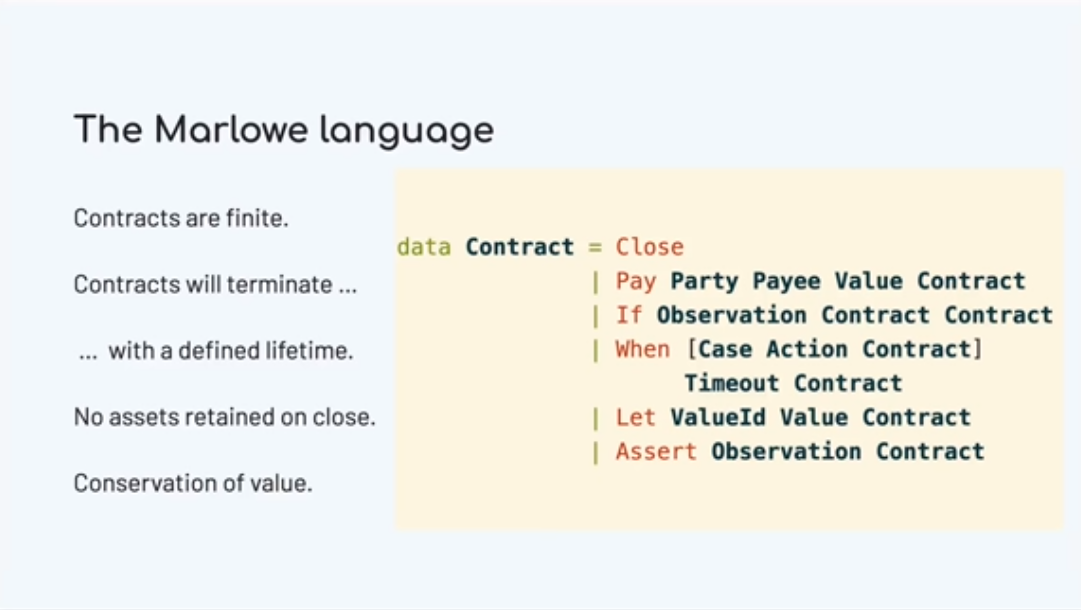 The Marlowe language
Contracts are finite.
Contracts will terminate ...
... with a defined lifetime.
No assets retained on close.
Conservation of value.
data Contract = Close
| Pay Party Payee Value Contract
| If Observation Contract Contract
| When [Case Action Contract]
Timeout Contract
| Let ValueId Value Contract
| Assert Observation Contract